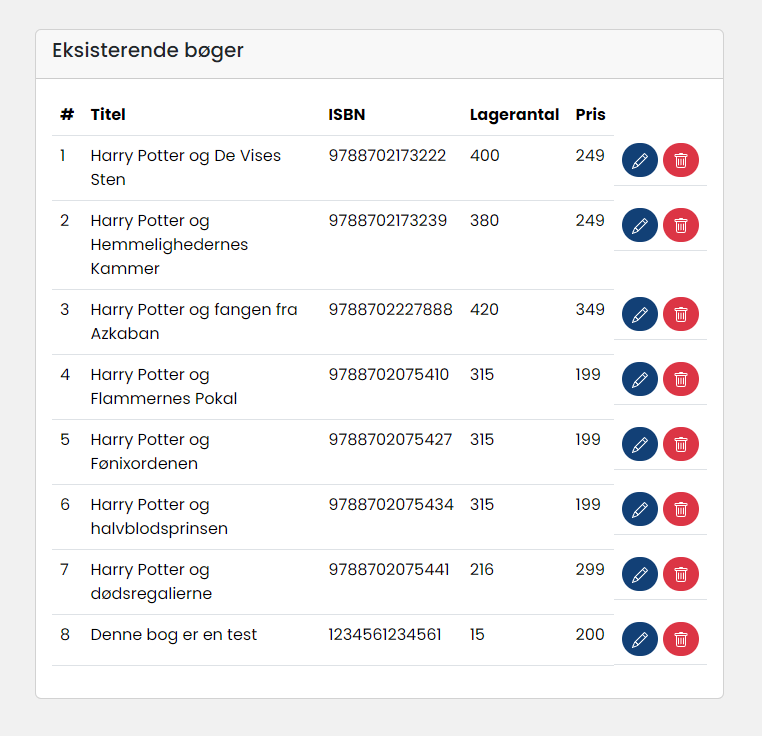 Eksisterende bøger
# Titel ISBN Lagerantal Pris
1 Harry Potter og De Vises 9788702173222 400 249
Sten
2 Harry Potter og 9788702173239 380 249
Hemmelighedernes
Kammer
3 Harry Potter og fangen fra 9788702227888 420 349
Azkaban
4 Harry Potter og 9788702075410 315 199
Flammernes Pokal
5 Harry Potter og 9788702075427 315 199
Fønixordenen
6 Harry Potter og 9788702075434 315 199
halvblodsprinsen
7 Harry Potter og 9788702075441 216 299
dødsregalierne
8 Denne bog er en test 1234561234561 15 200